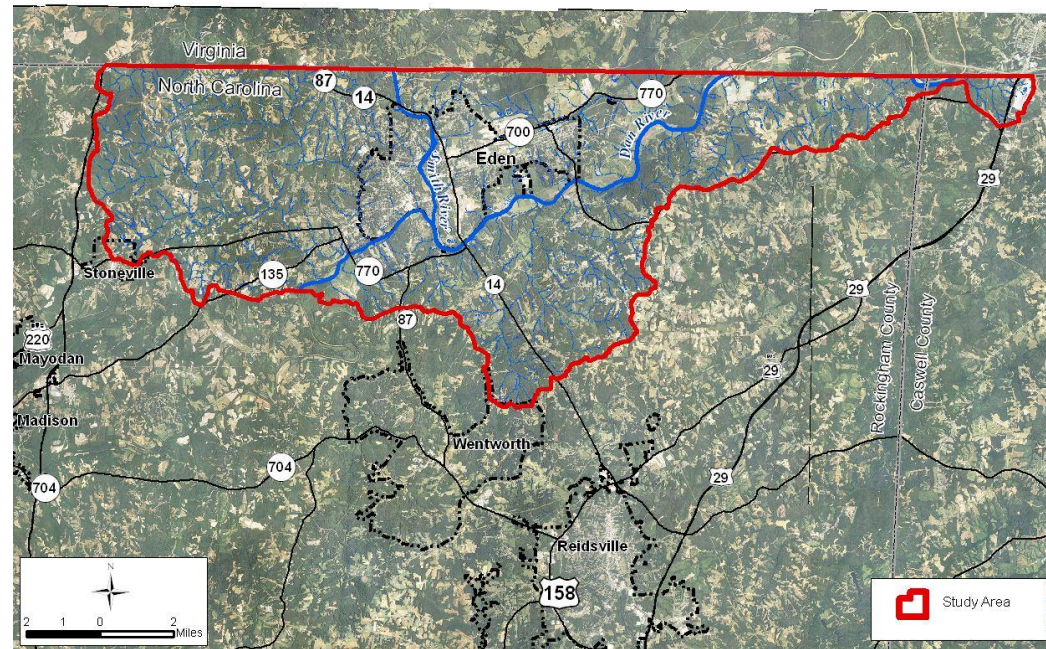 Virginia
North Carolina
87
14
770
700
Eden
Dan River
Smith River
29
Stoneville
135
770
14
87
29
220
Mayodan
Madison
29
Rockingham County
Caswell County
Wentworth
704
704
29
Reidsville
158
N
2 1 0 2
Miles
Study Area